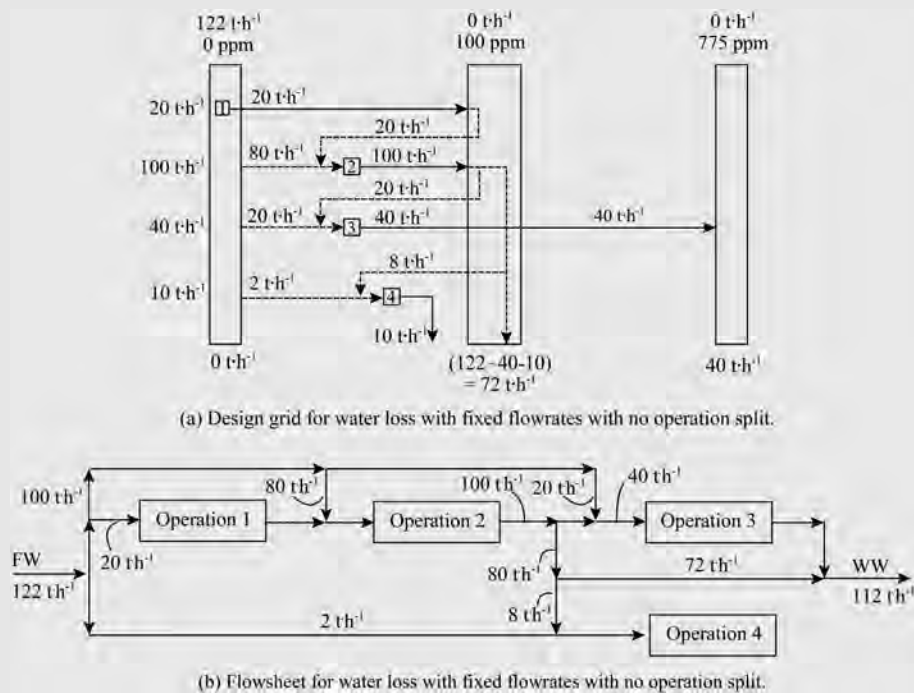 122 t·h-1
0 ppm
0 t·h-1
100 ppm
0 t·h-1
775 ppm
20 t·h-1
1
20 t·h-1
20 t·h-1
100 t·h-1
80 t·h-1
2
100 t·h-1
20 t·h-1
40 t·h-1
20 t·h-1
3
40 t·h-1
40 t·h-1
8 t·h-1
10 t·h-1
2 t·h-1
4
10 t·h-1
0 t·h-1
(122-40-10)
= 72 t·h-1
40 t·h-1
(a) Design grid for water loss with fixed flowrates with no operation split.
100 th-1
80 th-1
100 th-1
20 th-1
40 th-1
Operation 1
Operation 2
Operation 3
FW
122 th-1
20 th-1
80 th-1
72 th-1
WW
112 th-1
8 th-1
2 th-1
Operation 4
(b) Flowsheet for water loss with fixed flowrates with no operation split.